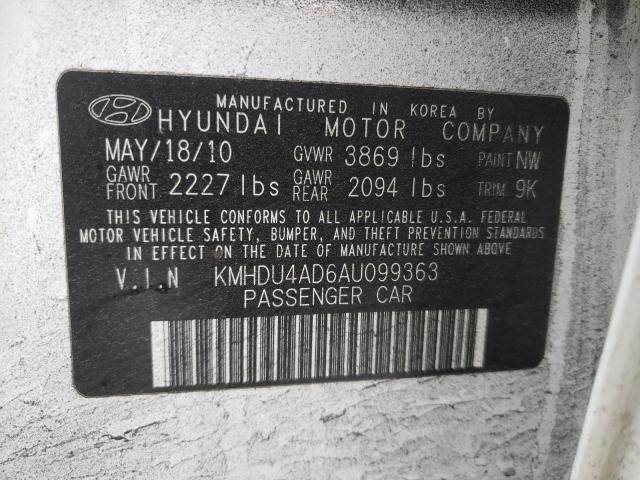 MANUFACTURED IN KOREA BY
HYUNDAI MOTOR COMPANY
MAY/18/10 GVWR 3869 lbs PAINT NW
GAWR FRONT 2227 lbs GAWR REAR 2094 lbs TRIM 9K
THIS VEHICLE CONFORMS TO ALL APPLICABLE U.S.A. FEDERAL
MOTOR VEHICLE SAFETY, BUMPER, AND THEFT PREVENTION STANDARDS
IN EFFECT ON THE DATE OF MANUFACTURE SHOWN ABOVE.
V.I.N KMHDU4AD6AU099363
PASSENGER CAR